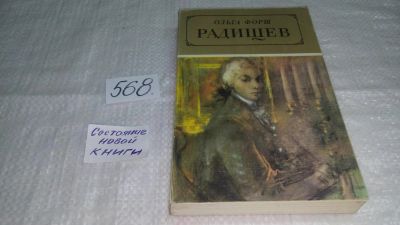 ОЛЬГА ФОРШ
РАДИЩЕВ
568
Состояние
новой
книги